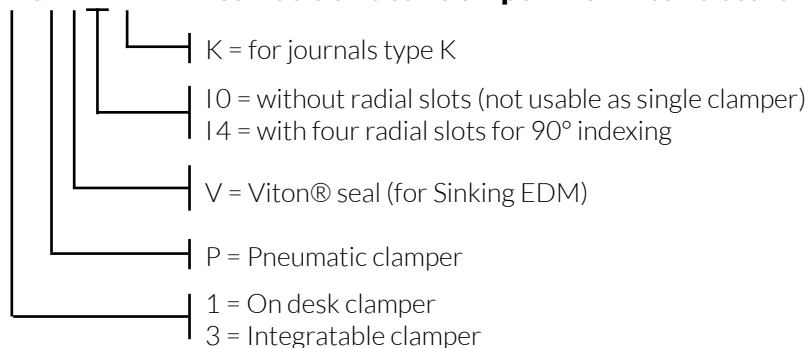 K = for journals type K
I0 = without radial slots (not usable as single clamper)
I4 = with four radial slots for 90° indexing
V = Viton® seal (for Sinking EDM)
P = Pneumatic clamper
1 = On desk clamper
3 = Integratable clamper